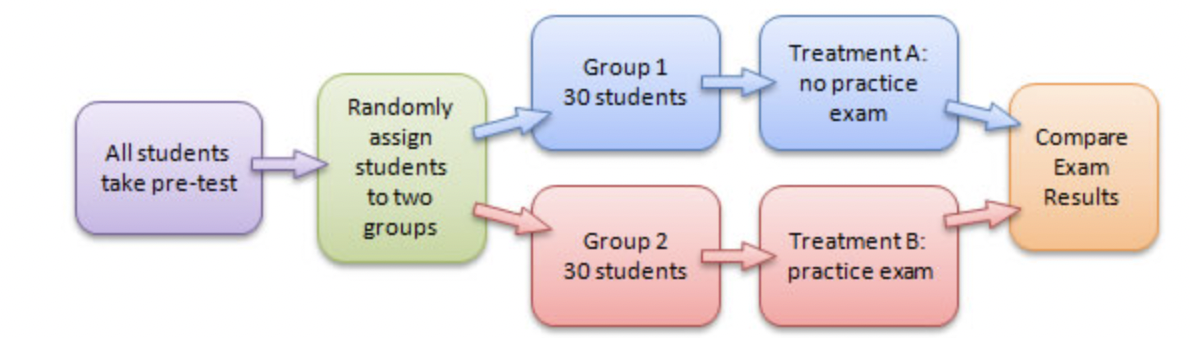 All students
take pre-test
Randomly
assign
students
to two
groups
Group 1
30 students
Treatment A:
no practice
exam
Group 2
30 students
Treatment B:
practice exam
Compare
Exam
Results